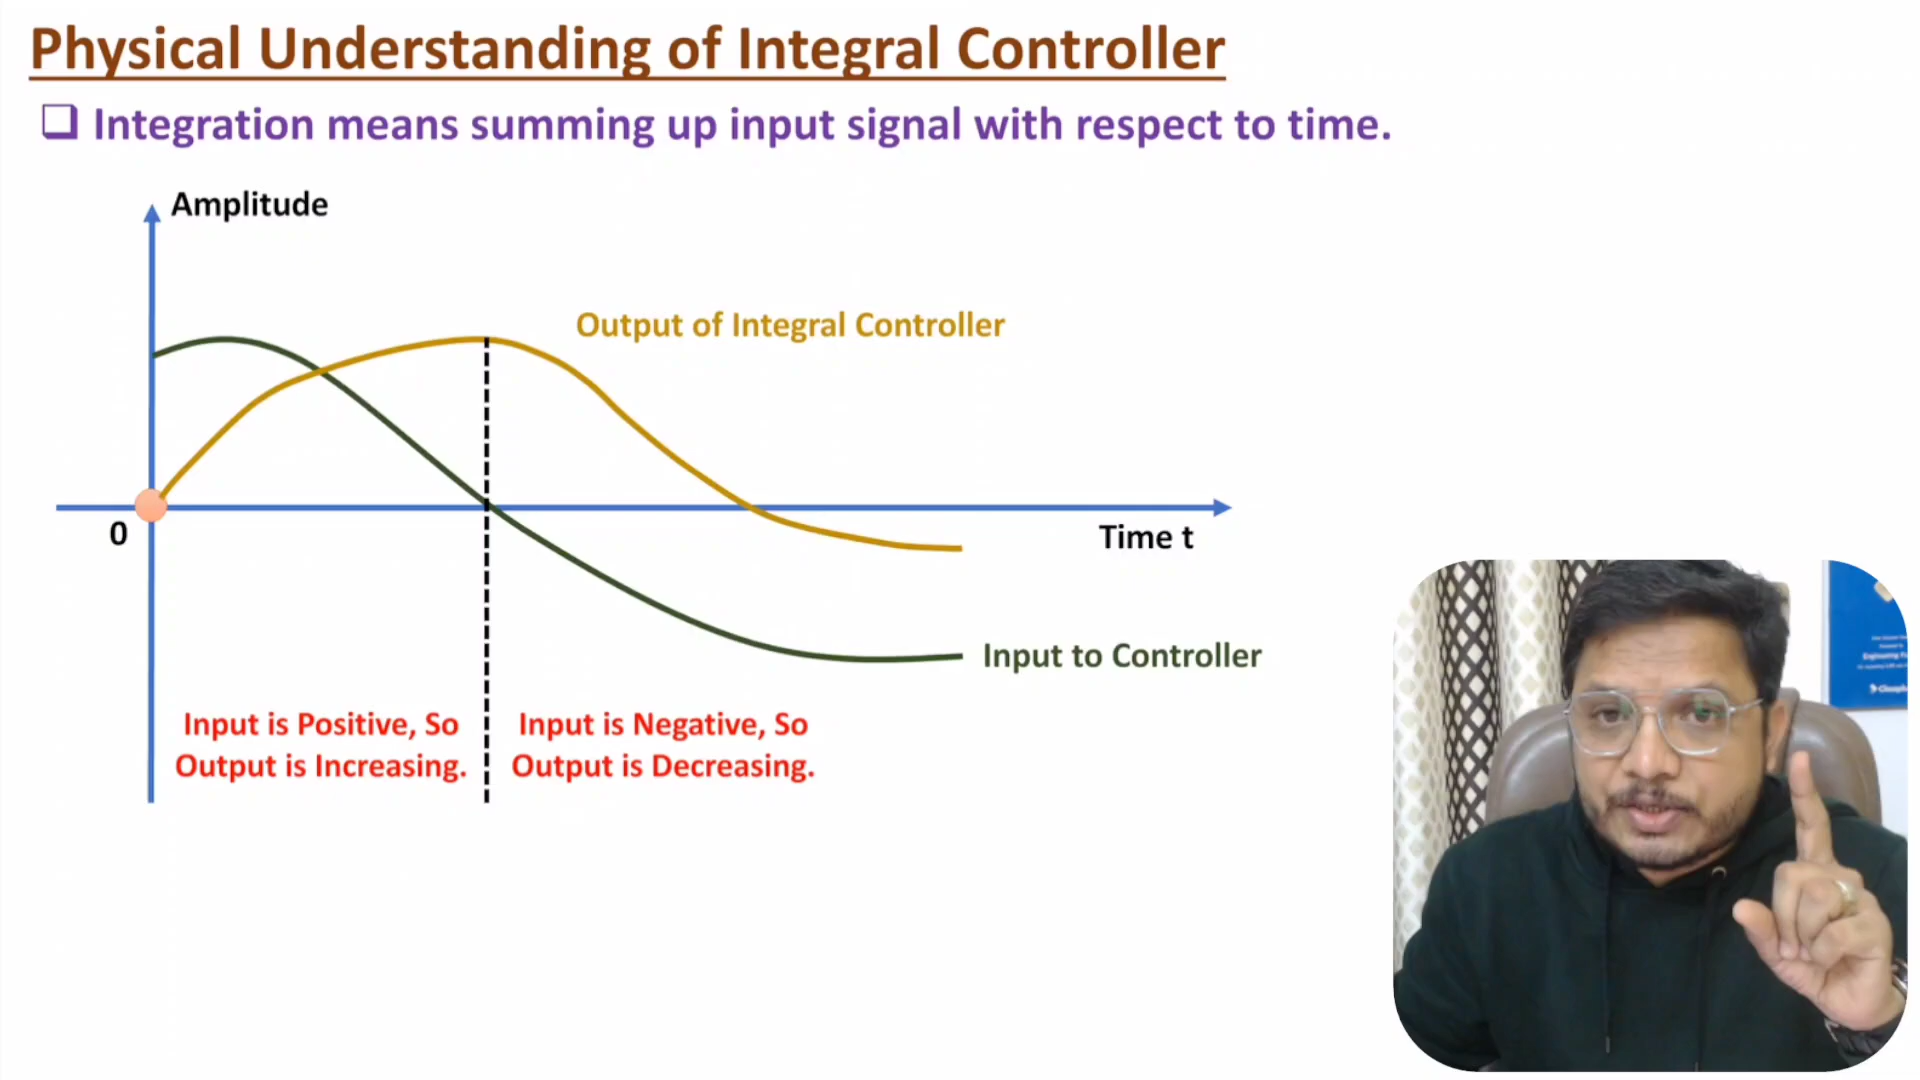 Physical Understanding of Integral Controller
Integration means summing up input signal with respect to time.
Amplitude
Output of Integral Controller
0
Time t
Input to Controller
Input is Positive, So
Output is Increasing.
Input is Negative, So
Output is Decreasing.